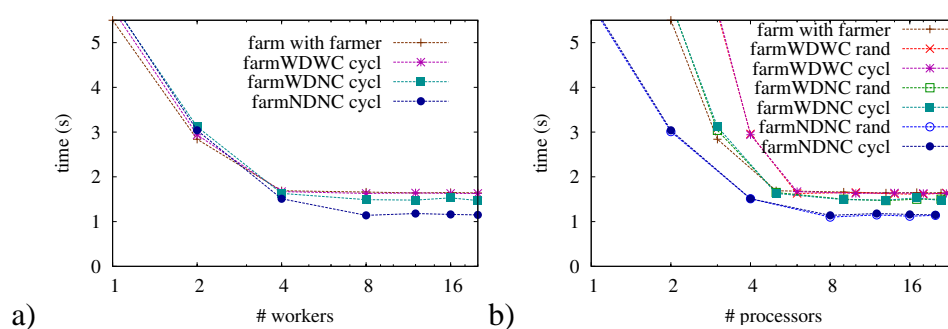 5
4
3
2
1
0
time (s)
1
2
4
8
16
# workers
farm with farmer
farmWDWC cycl
farmWDNC cycl
farmNDNC cycl
a)
5
4
3
2
1
0
time (s)
1
2
4
8
16
# processors
farm with farmer
farmWDWC rand
farmWDWC cycl
farmWDNC rand
farmWDNC cycl
farmNDNC rand
farmNDNC cycl
b)